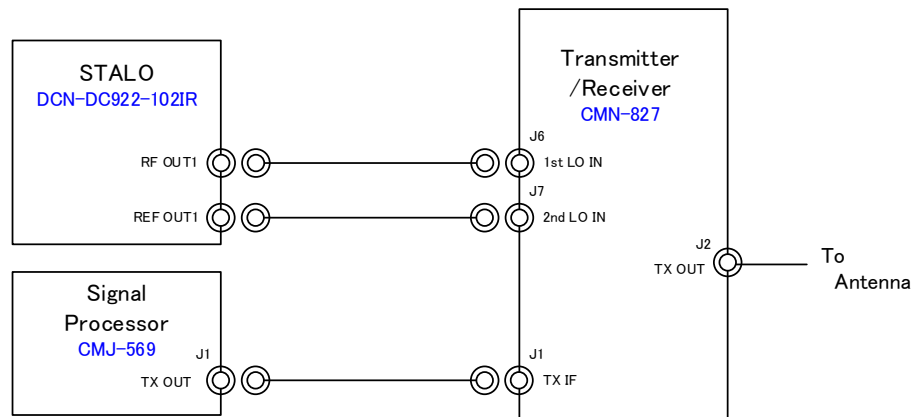 STALO
DCN-DC922-102IR
RF OUT1
REF OUT1
Transmitter
/Receiver
CMN-827
J6
1st LO IN
J7
2nd LO IN
J2
TX OUT
To
Antenna
Signal
Processor
CMJ-569
J1
TX OUT
J1
TX IF